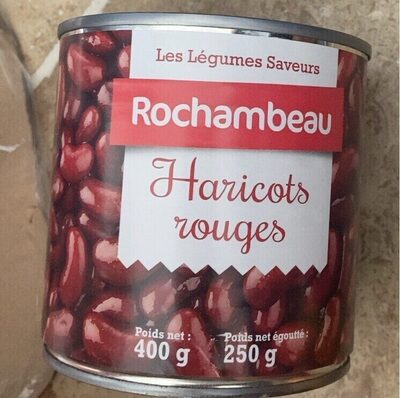 Les Légumes Saveurs
Rochambeau
Haricots
rouges
Poids net : Poids net égoutté :
400 g 250 g